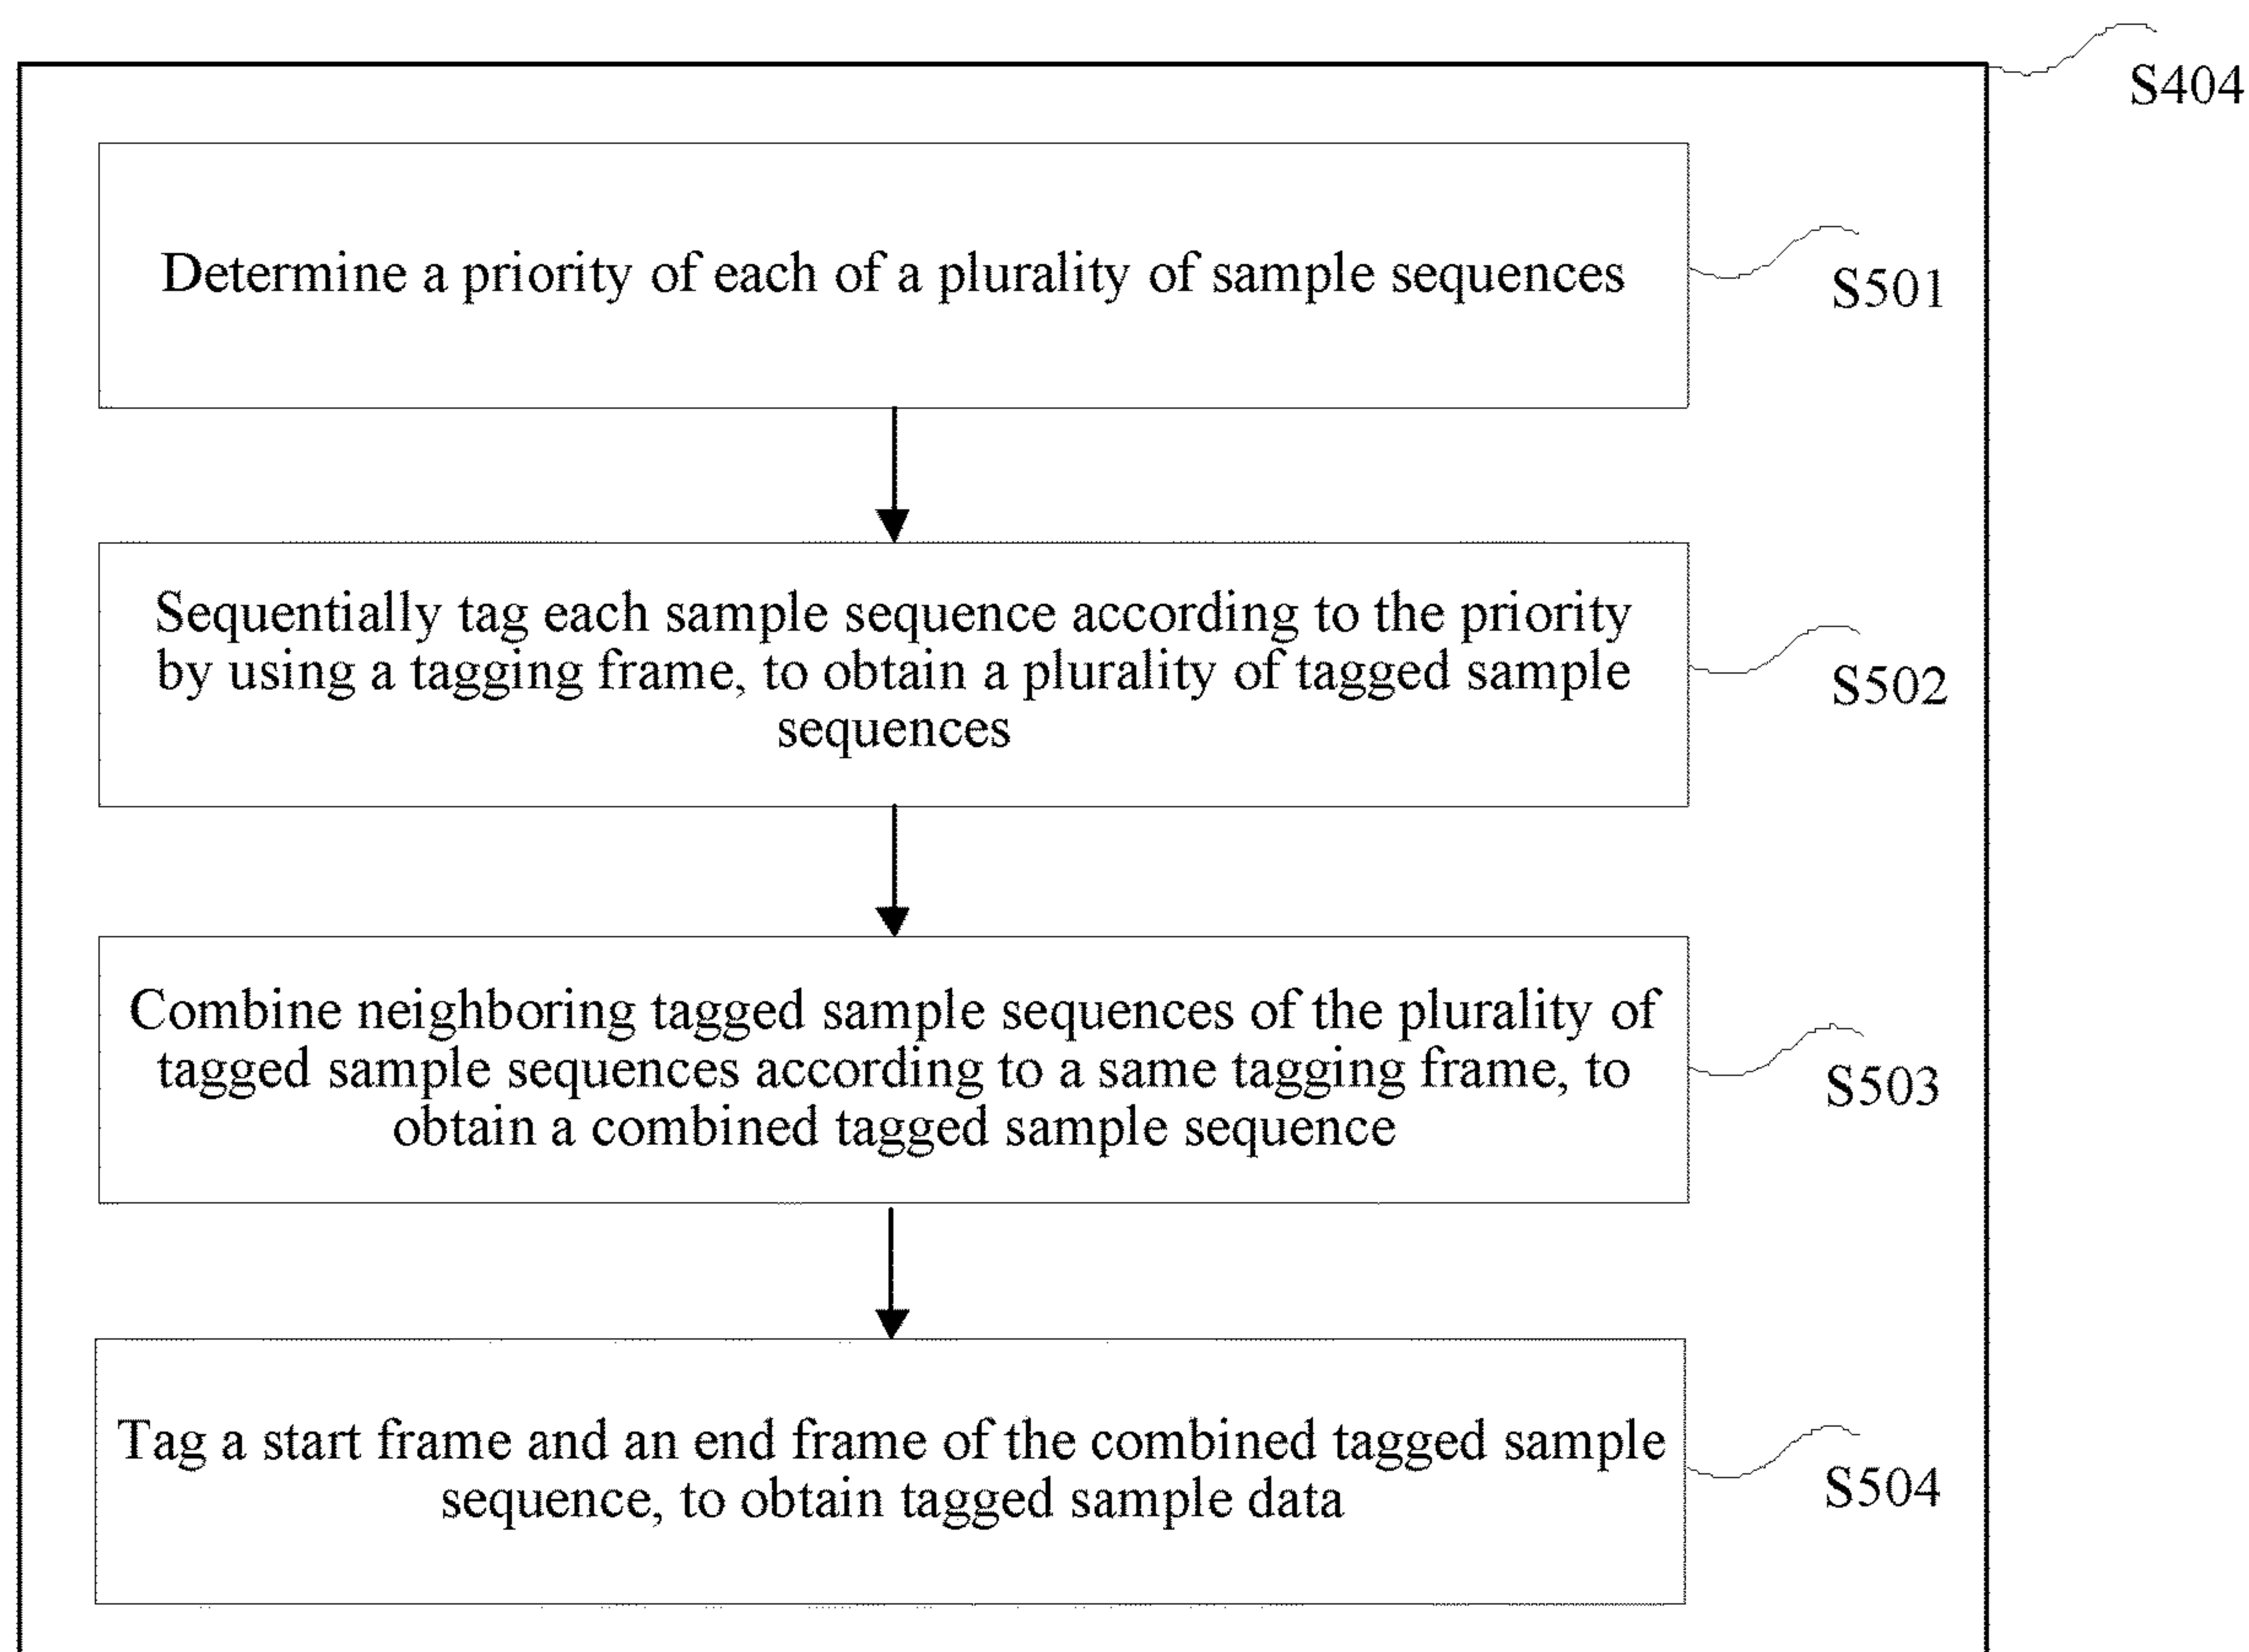 S404
Determine a priority of each of a plurality of sample sequences
S501
Sequentially tag each sample sequence according to the priority
by using a tagging frame, to obtain a plurality of tagged sample
sequences
S502
Combine neighboring tagged sample sequences of the plurality of
tagged sample sequences according to a same tagging frame, to
obtain a combined tagged sample sequence
S503
Tag a start frame and an end frame of the combined tagged sample
sequence, to obtain tagged sample data
S504